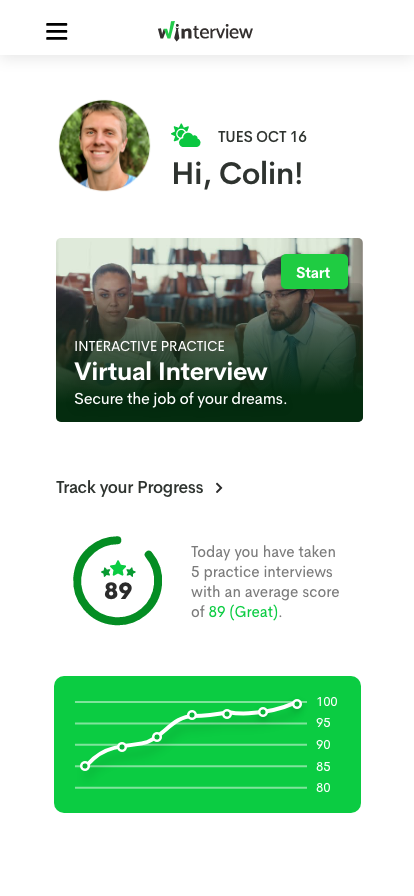 winterview
TUES OCT 16
Hi, Colin!
Start
INTERACTIVE PRACTICE
Virtual Interview
Secure the job of your dreams.
Track your Progress
89
Today you have taken
5 practice interviews
with an average score
of 89 (Great).
100
95
90
85
80